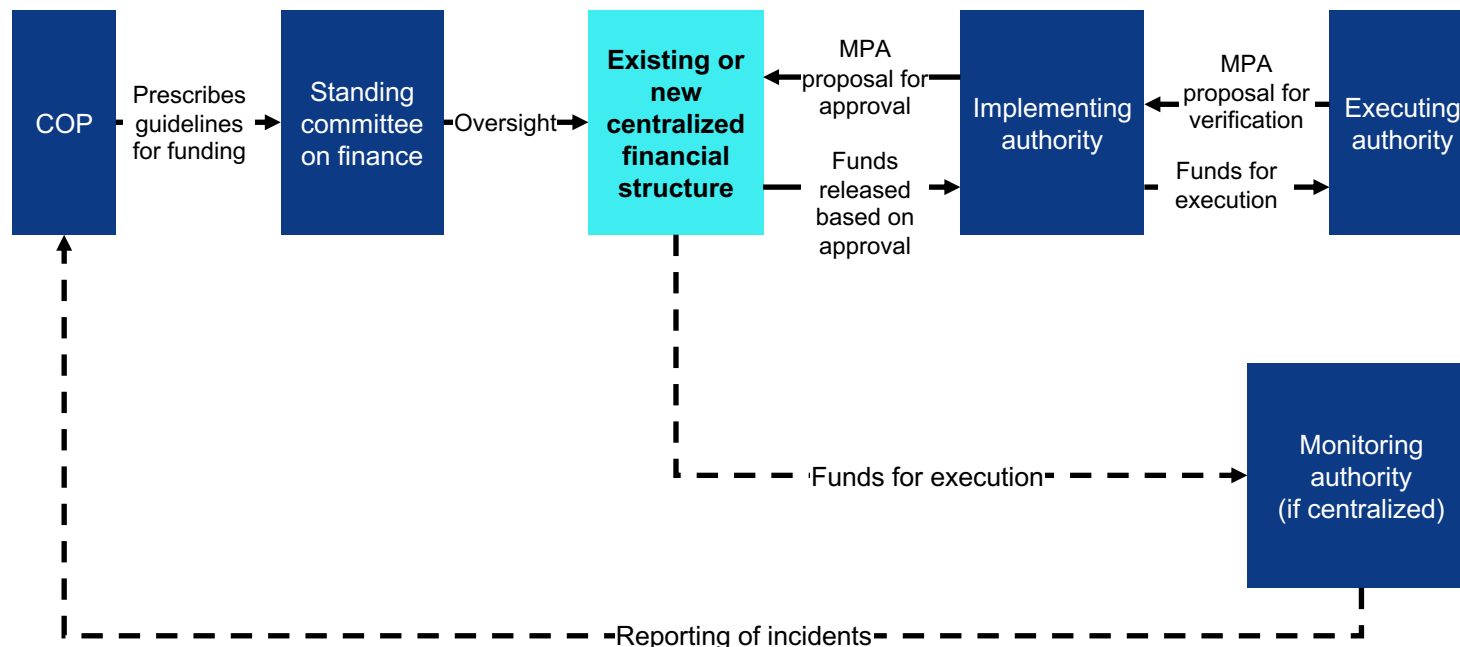 COP
Prescribes
guidelines
for funding
Standing
committee
on finance
Oversight
Existing or
new
centralized
financial
structure
MPA
proposal for
approval
Funds
released
based on
approval
Implementing
authority
MPA
proposal for
verification
Funds for
execution
Executing
authority
Funds for execution
Monitoring
authority
(if centralized)
Reporting of incidents